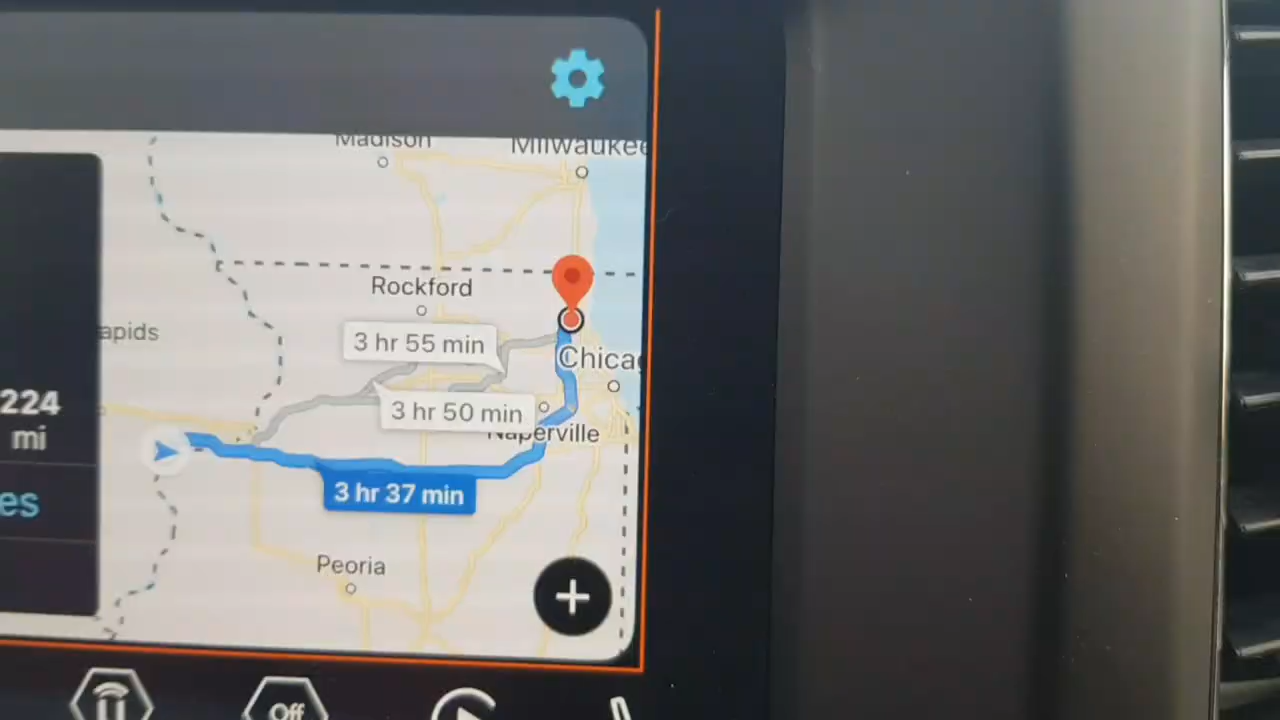 Madison
Milwaukee
Rockford
apids
3 hr 55 min
Chicag
224
3 hr 50 min
mi
Naperville
3 hr 37 min
es
Peoria
+
Off